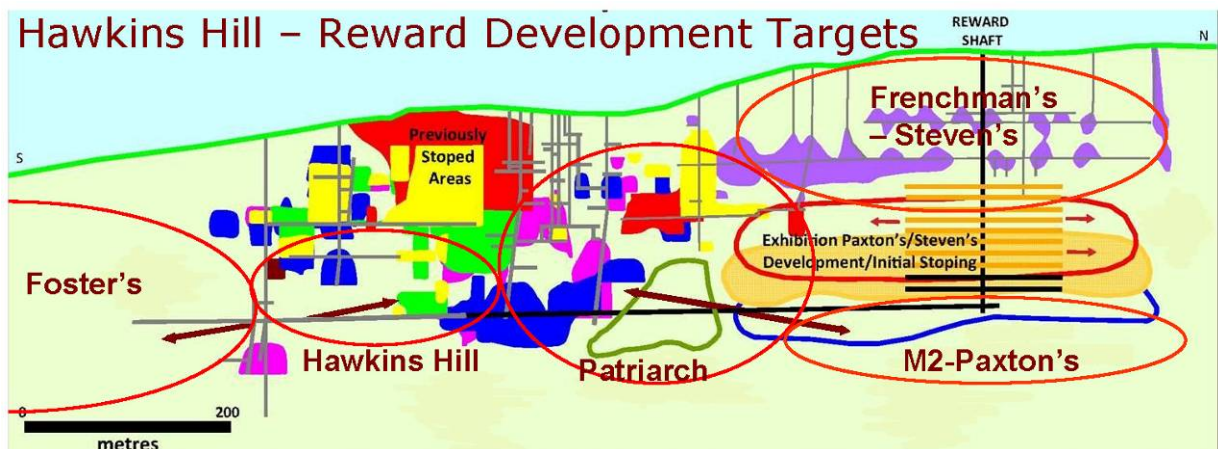 Hawkins Hill – Reward Development Targets
REWARD
SHAFT
N
S
Previously
Stoped
Areas
Frenchman's
– Steven's
Exhibition Paxton's/Steven's
Development/Initial Stoping
Foster's
Hawkins Hill
Patriarch
M2-Paxton's
0
200
metres